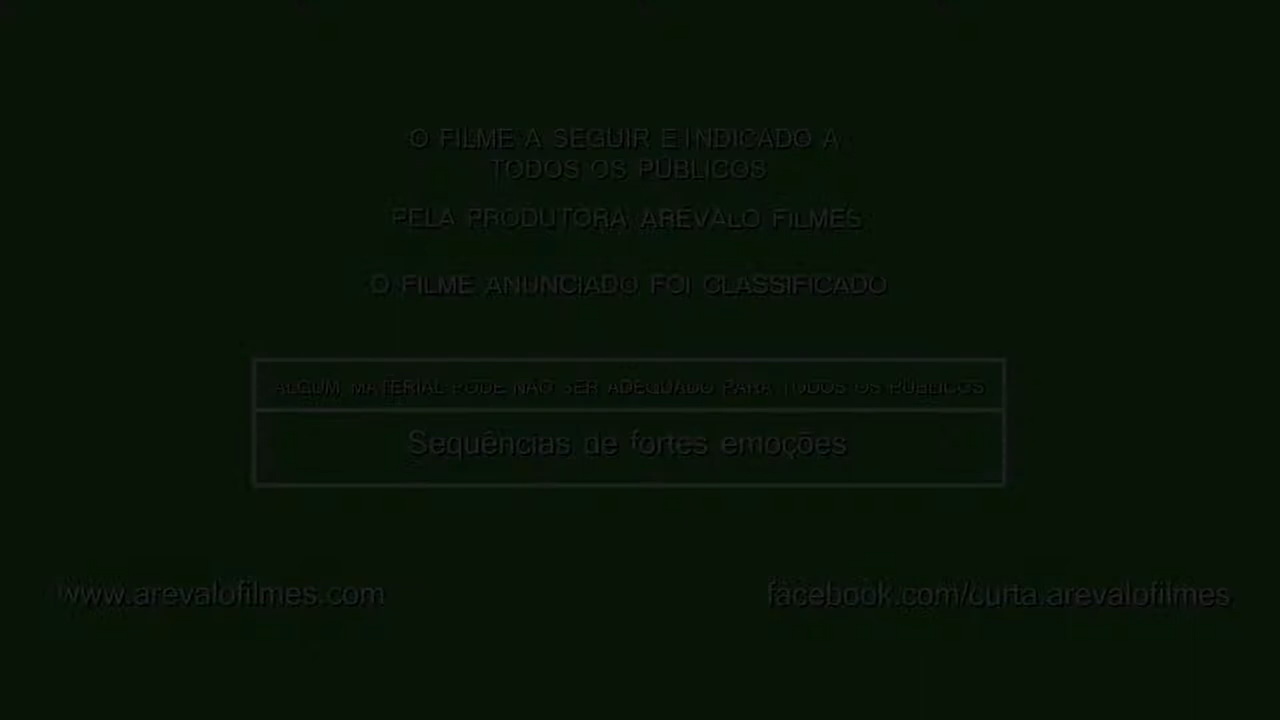 O FILME A SEGUIR É INDICADO A
TODOS OS PÚBLICOS
PELA PRODUTORA ARÉVALO FILMES
O FILME ANUNCIADO FOI CLASSIFICADO
ALGUM MATERIAL PODE NÃO SER ADEQUADO PARA TODOS OS PÚBLICOS
Sequências de fortes emoções
www.arevalofilmes.com
facebook.com/curta.arevalofilmes